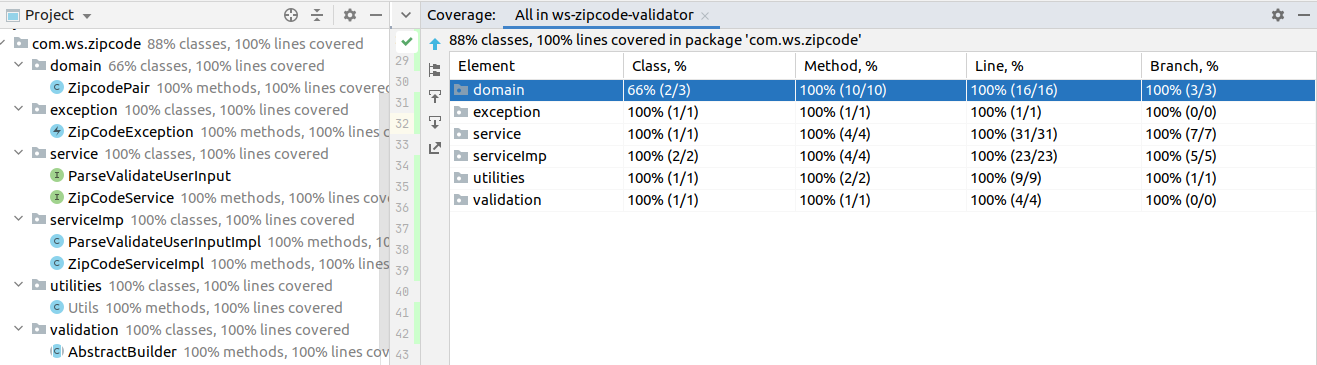 Project
com.ws.zipcode 88% classes, 100% lines covered
domain 66% classes, 100% lines covered
ZipcodePair 100% methods, 100% lines covered
exception 100% classes, 100% lines covered
ZipCodeException 100% methods, 100% lines
service 100% classes, 100% lines covered
ParseValidateUserInput
ZipCodeService 100% methods, 100% lines cov
serviceImp 100% classes, 100% lines covered
ParseValidateUserInputImpl 100% methods, 10
ZipCodeServiceImpl 100% methods, 100% lines
utilities 100% classes, 100% lines covered
Utils 100% methods, 100% lines covered
validation 100% classes, 100% lines covered
AbstractBuilder 100% methods, 100% lines cov
29
30
31
32
33
34
35
36
37
38
39
40
41
42
43
Coverage: All in ws-zipcode-validator
88% classes, 100% lines covered in package 'com.ws.zipcode'
Element Class, % Method, % Line, % Branch, %
domain 66% (2/3) 100% (10/10) 100% (16/16) 100% (3/3)
exception 100% (1/1) 100% (1/1) 100% (1/1) 100% (0/0)
service 100% (1/1) 100% (4/4) 100% (31/31) 100% (7/7)
serviceImp 100% (2/2) 100% (4/4) 100% (23/23) 100% (5/5)
utilities 100% (1/1) 100% (2/2) 100% (9/9) 100% (1/1)
validation 100% (1/1) 100% (1/1) 100% (4/4) 100% (0/0)